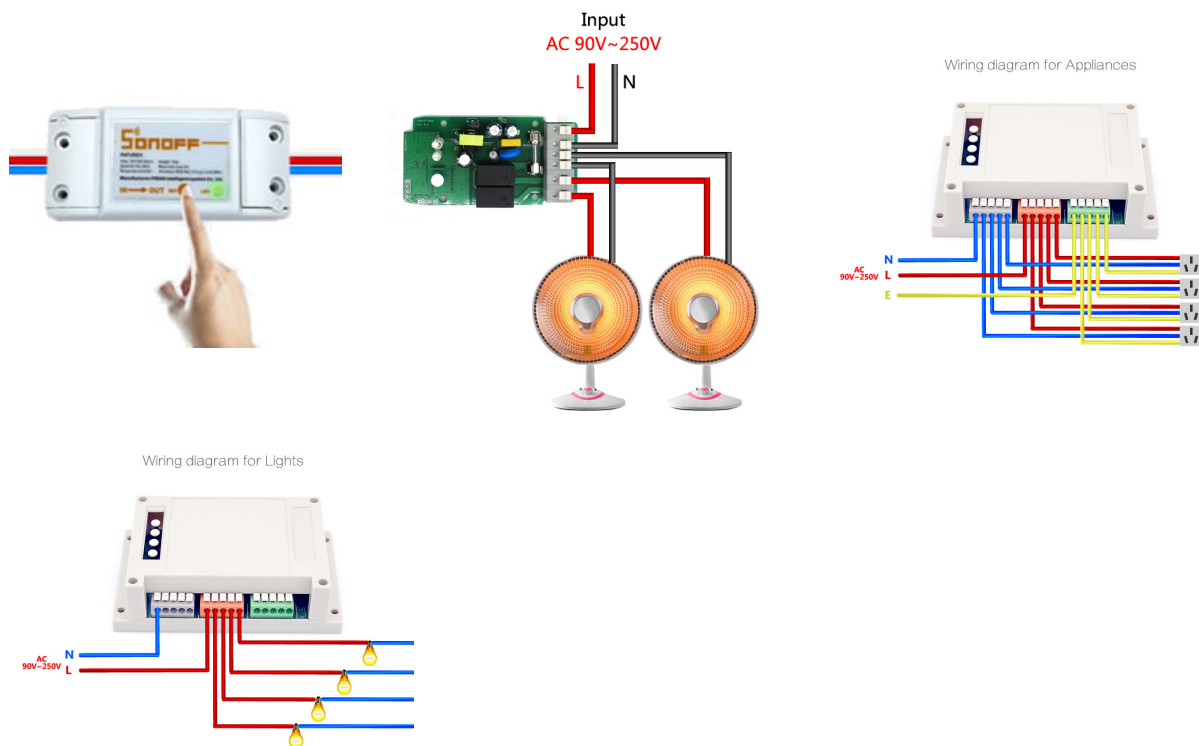 Input
AC 90V~250V
L
N
Wiring diagram for Appliances
SONOFF
FEATURES:
N
AC
90V~250V
L
E
Wiring diagram for Lights
N
AC
90V~250V
L